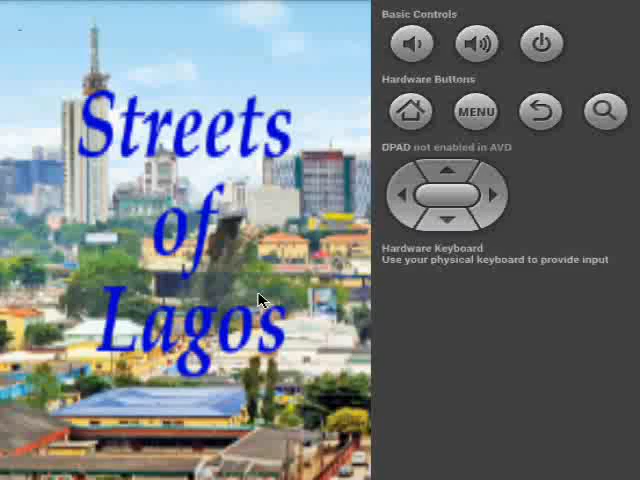 Streets
of
Lagos
Basic Controls
Hardware Buttons
MENU
DPAD not enabled in AVD
Hardware Keyboard
Use your physical keyboard to provide input